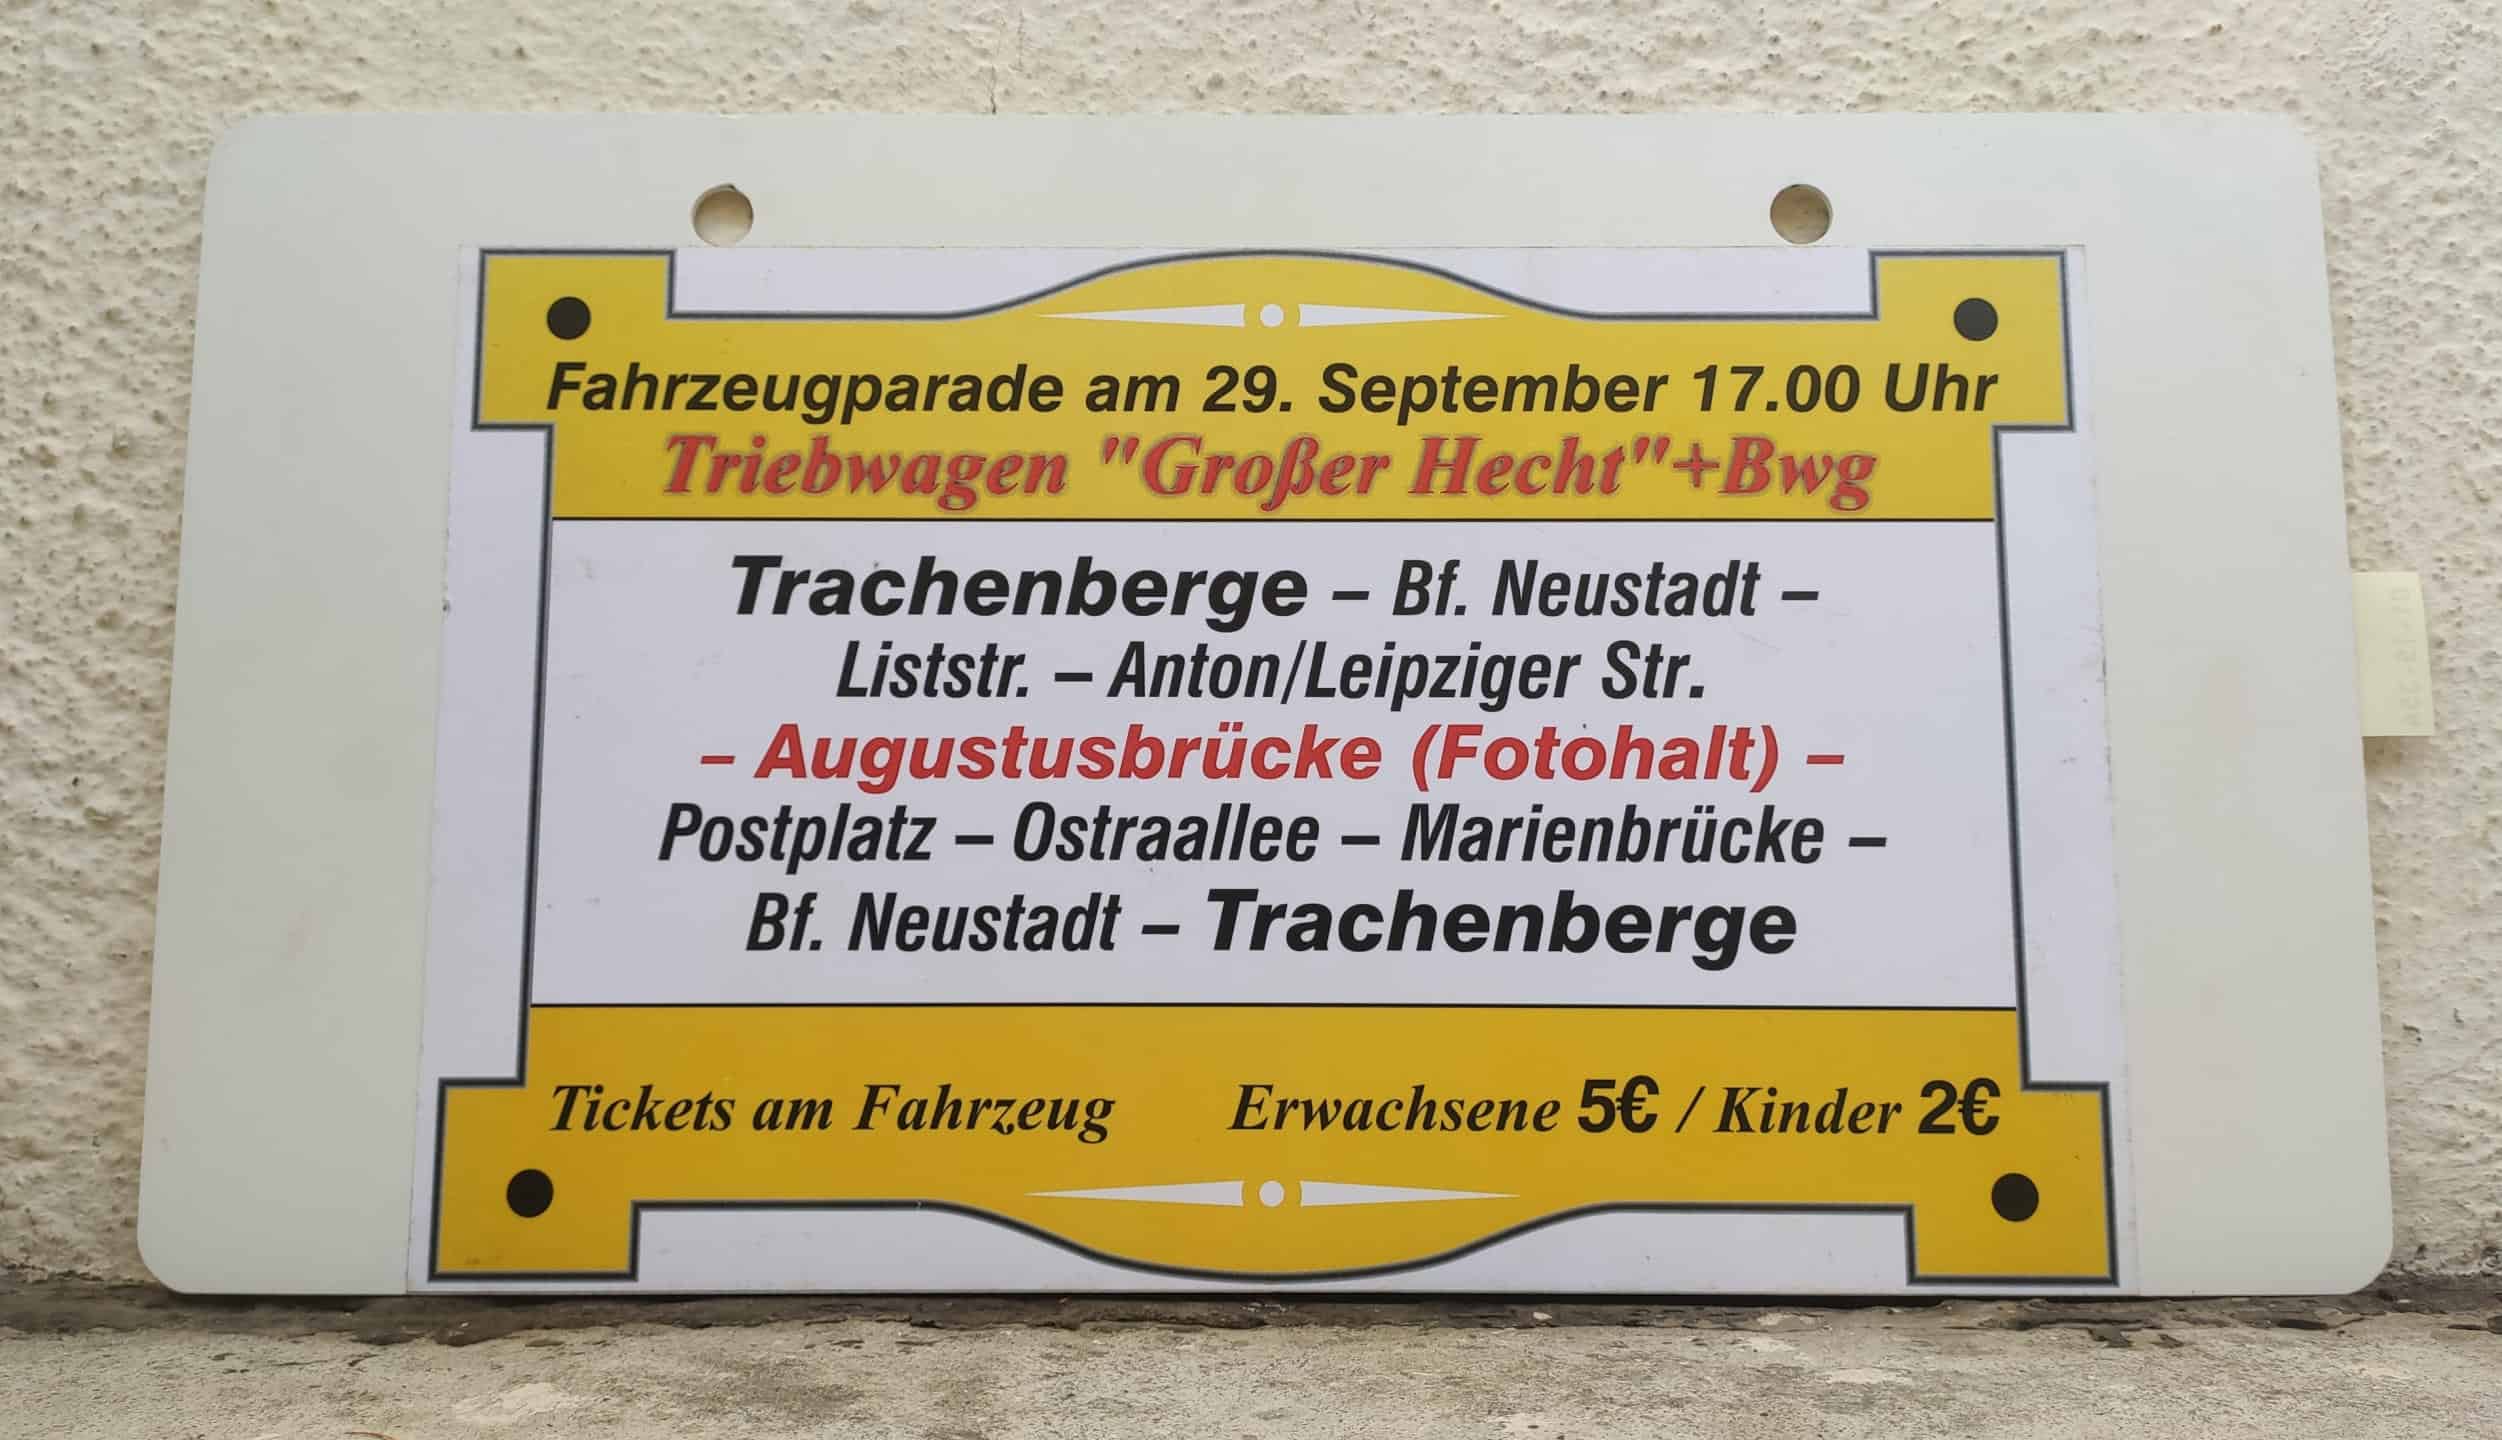 Fahrzeugparade am 29. September 17.00 Uhr
Triebwagen "Großer Hecht"+Bwg
Trachenberge – Bf. Neustadt –
Liststr. – Anton/Leipziger Str.
– Augustusbrücke (Fotohalt) –
Postplatz – Ostraallee – Marienbrücke –
Bf. Neustadt – Trachenberge
Tickets am Fahrzeug Erwachsene 5€ / Kinder 2€